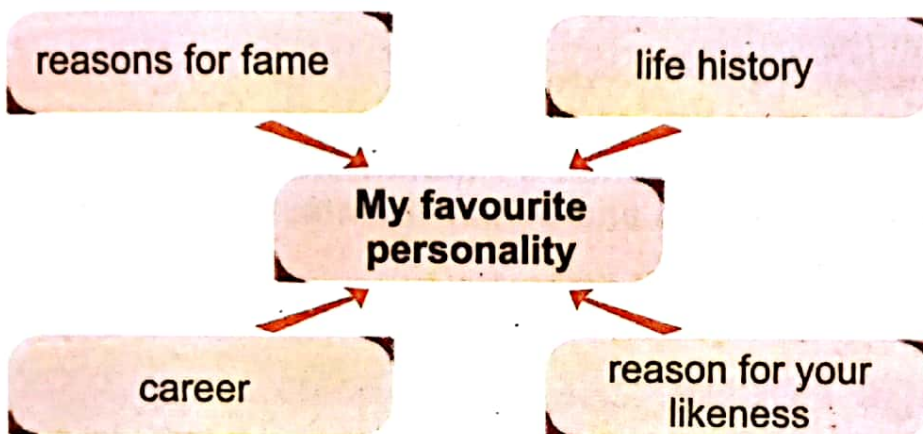 reasons for fame
life history
My favourite
personality
career
reason for your
likeness